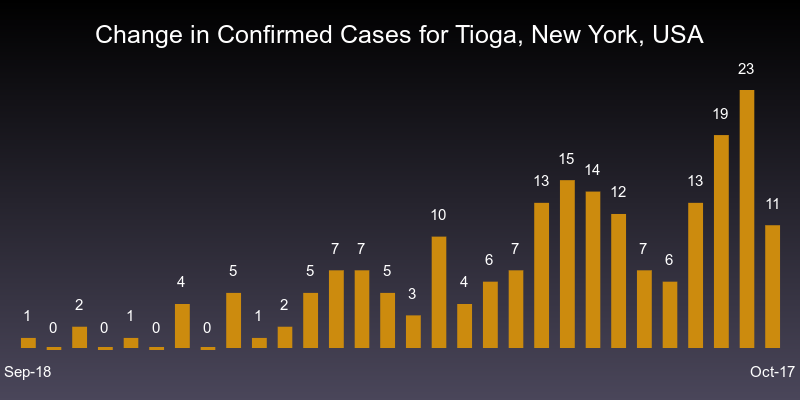 Change in Confirmed Cases for Tioga, New York, USA
1 0 2 0 1 0 4 0 5 1 2 5 7 7 5 3 10 4 6 7 13 15 14 12 7 6 13 19 23 11
Sep-18 Oct-17